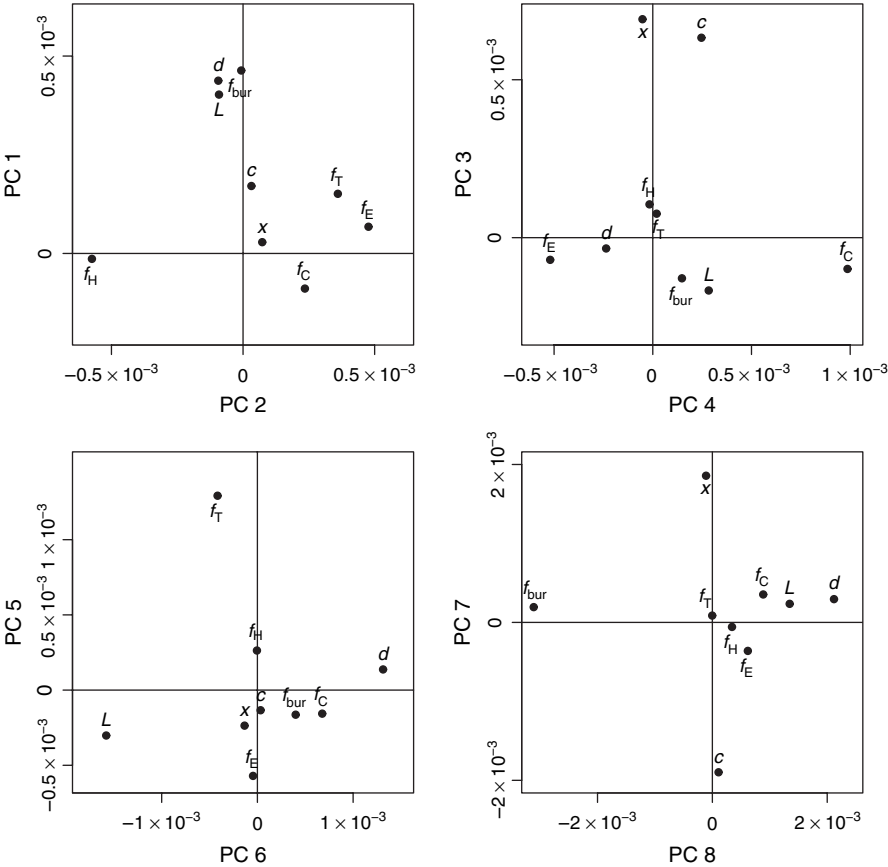 PC 1
0.5 × 10⁻³
0
d
L
f_bur
c
x
f_T
f_E
f_C
f_H
−0.5 × 10⁻³ 0 0.5 × 10⁻³
PC 2
PC 3
0.5 × 10⁻³
0
x
c
f_H
f_T
f_E
d
f_bur
L
f_C
−0.5 × 10⁻³ 0 0.5 × 10⁻³ 1 × 10⁻³
PC 4
PC 5
−0.5 × 10⁻³ 0 0.5 × 10⁻³ 1 × 10⁻³
f_T
f_H
d
L
x
c
f_bur
f_C
f_E
−1 × 10⁻³ 0 1 × 10⁻³
PC 6
PC 7
−2 × 10⁻³ 0 2 × 10⁻³
x
f_bur
f_T
f_C
L
d
f_H
f_E
c
−2 × 10⁻³ 0 2 × 10⁻³
PC 8